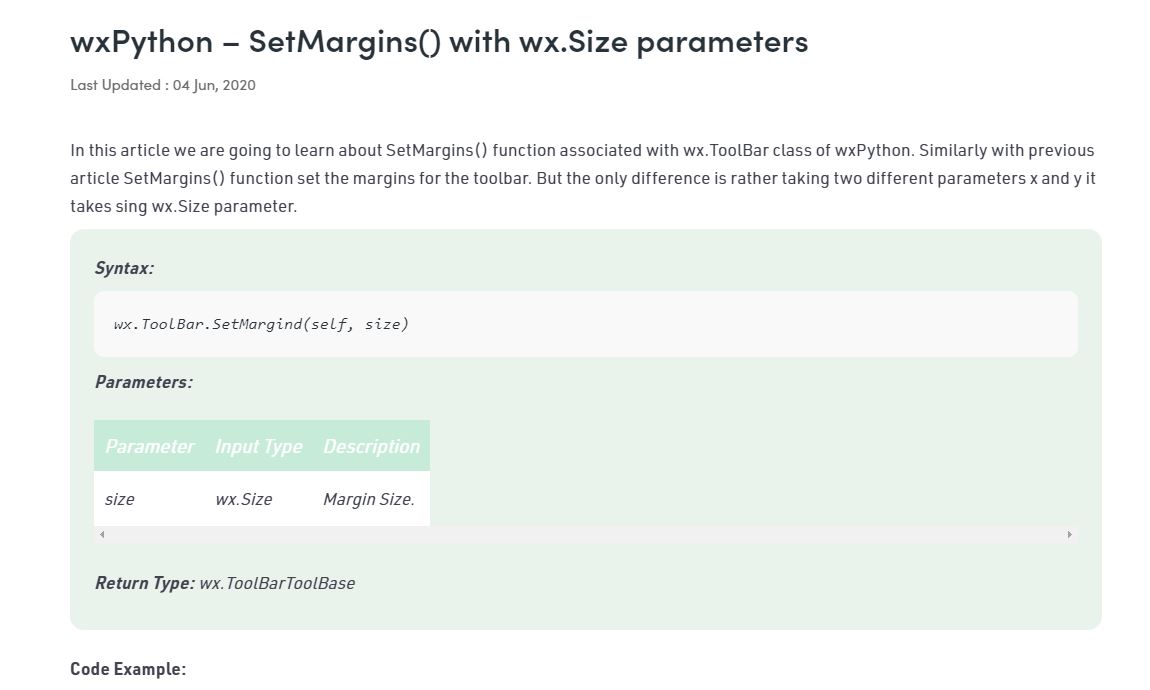 wxPython – SetMargins() with wx.Size parameters
Last Updated : 04 Jun, 2020
In this article we are going to learn about SetMargins() function associated with wx.ToolBar class of wxPython. Similarly with previous
article SetMargins() function set the margins for the toolbar. But the only difference is rather taking two different parameters x and y it
takes sing wx.Size parameter.
Syntax:
wx.ToolBar.SetMargind(self, size)
Parameters:
Parameter Input Type Description
size wx.Size Margin Size.
Return Type: wx.ToolBarToolBase
Code Example: